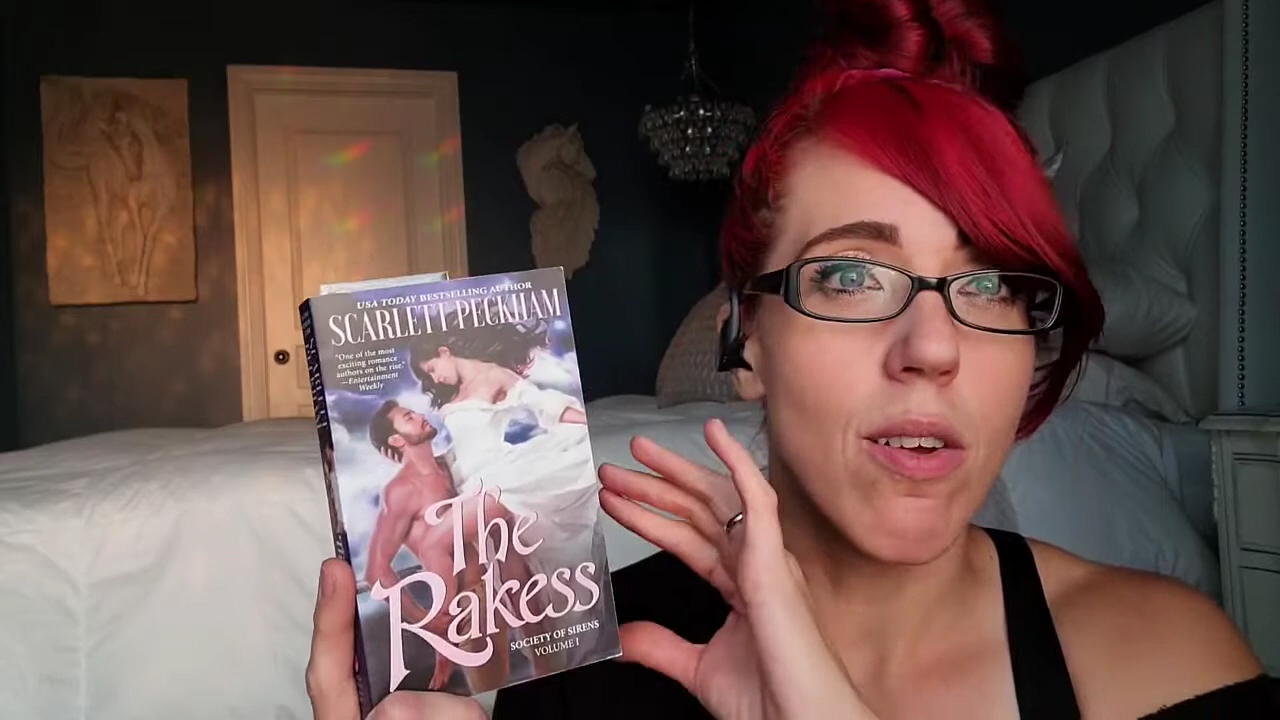 USA TODAY BESTSELLING AUTHOR
SCARLETT PECKHAM
"One of the most
exciting romance
authors on the rise."
—Entertainment
Weekly
The
Rakess
SOCIETY OF SIRENS
VOLUME I